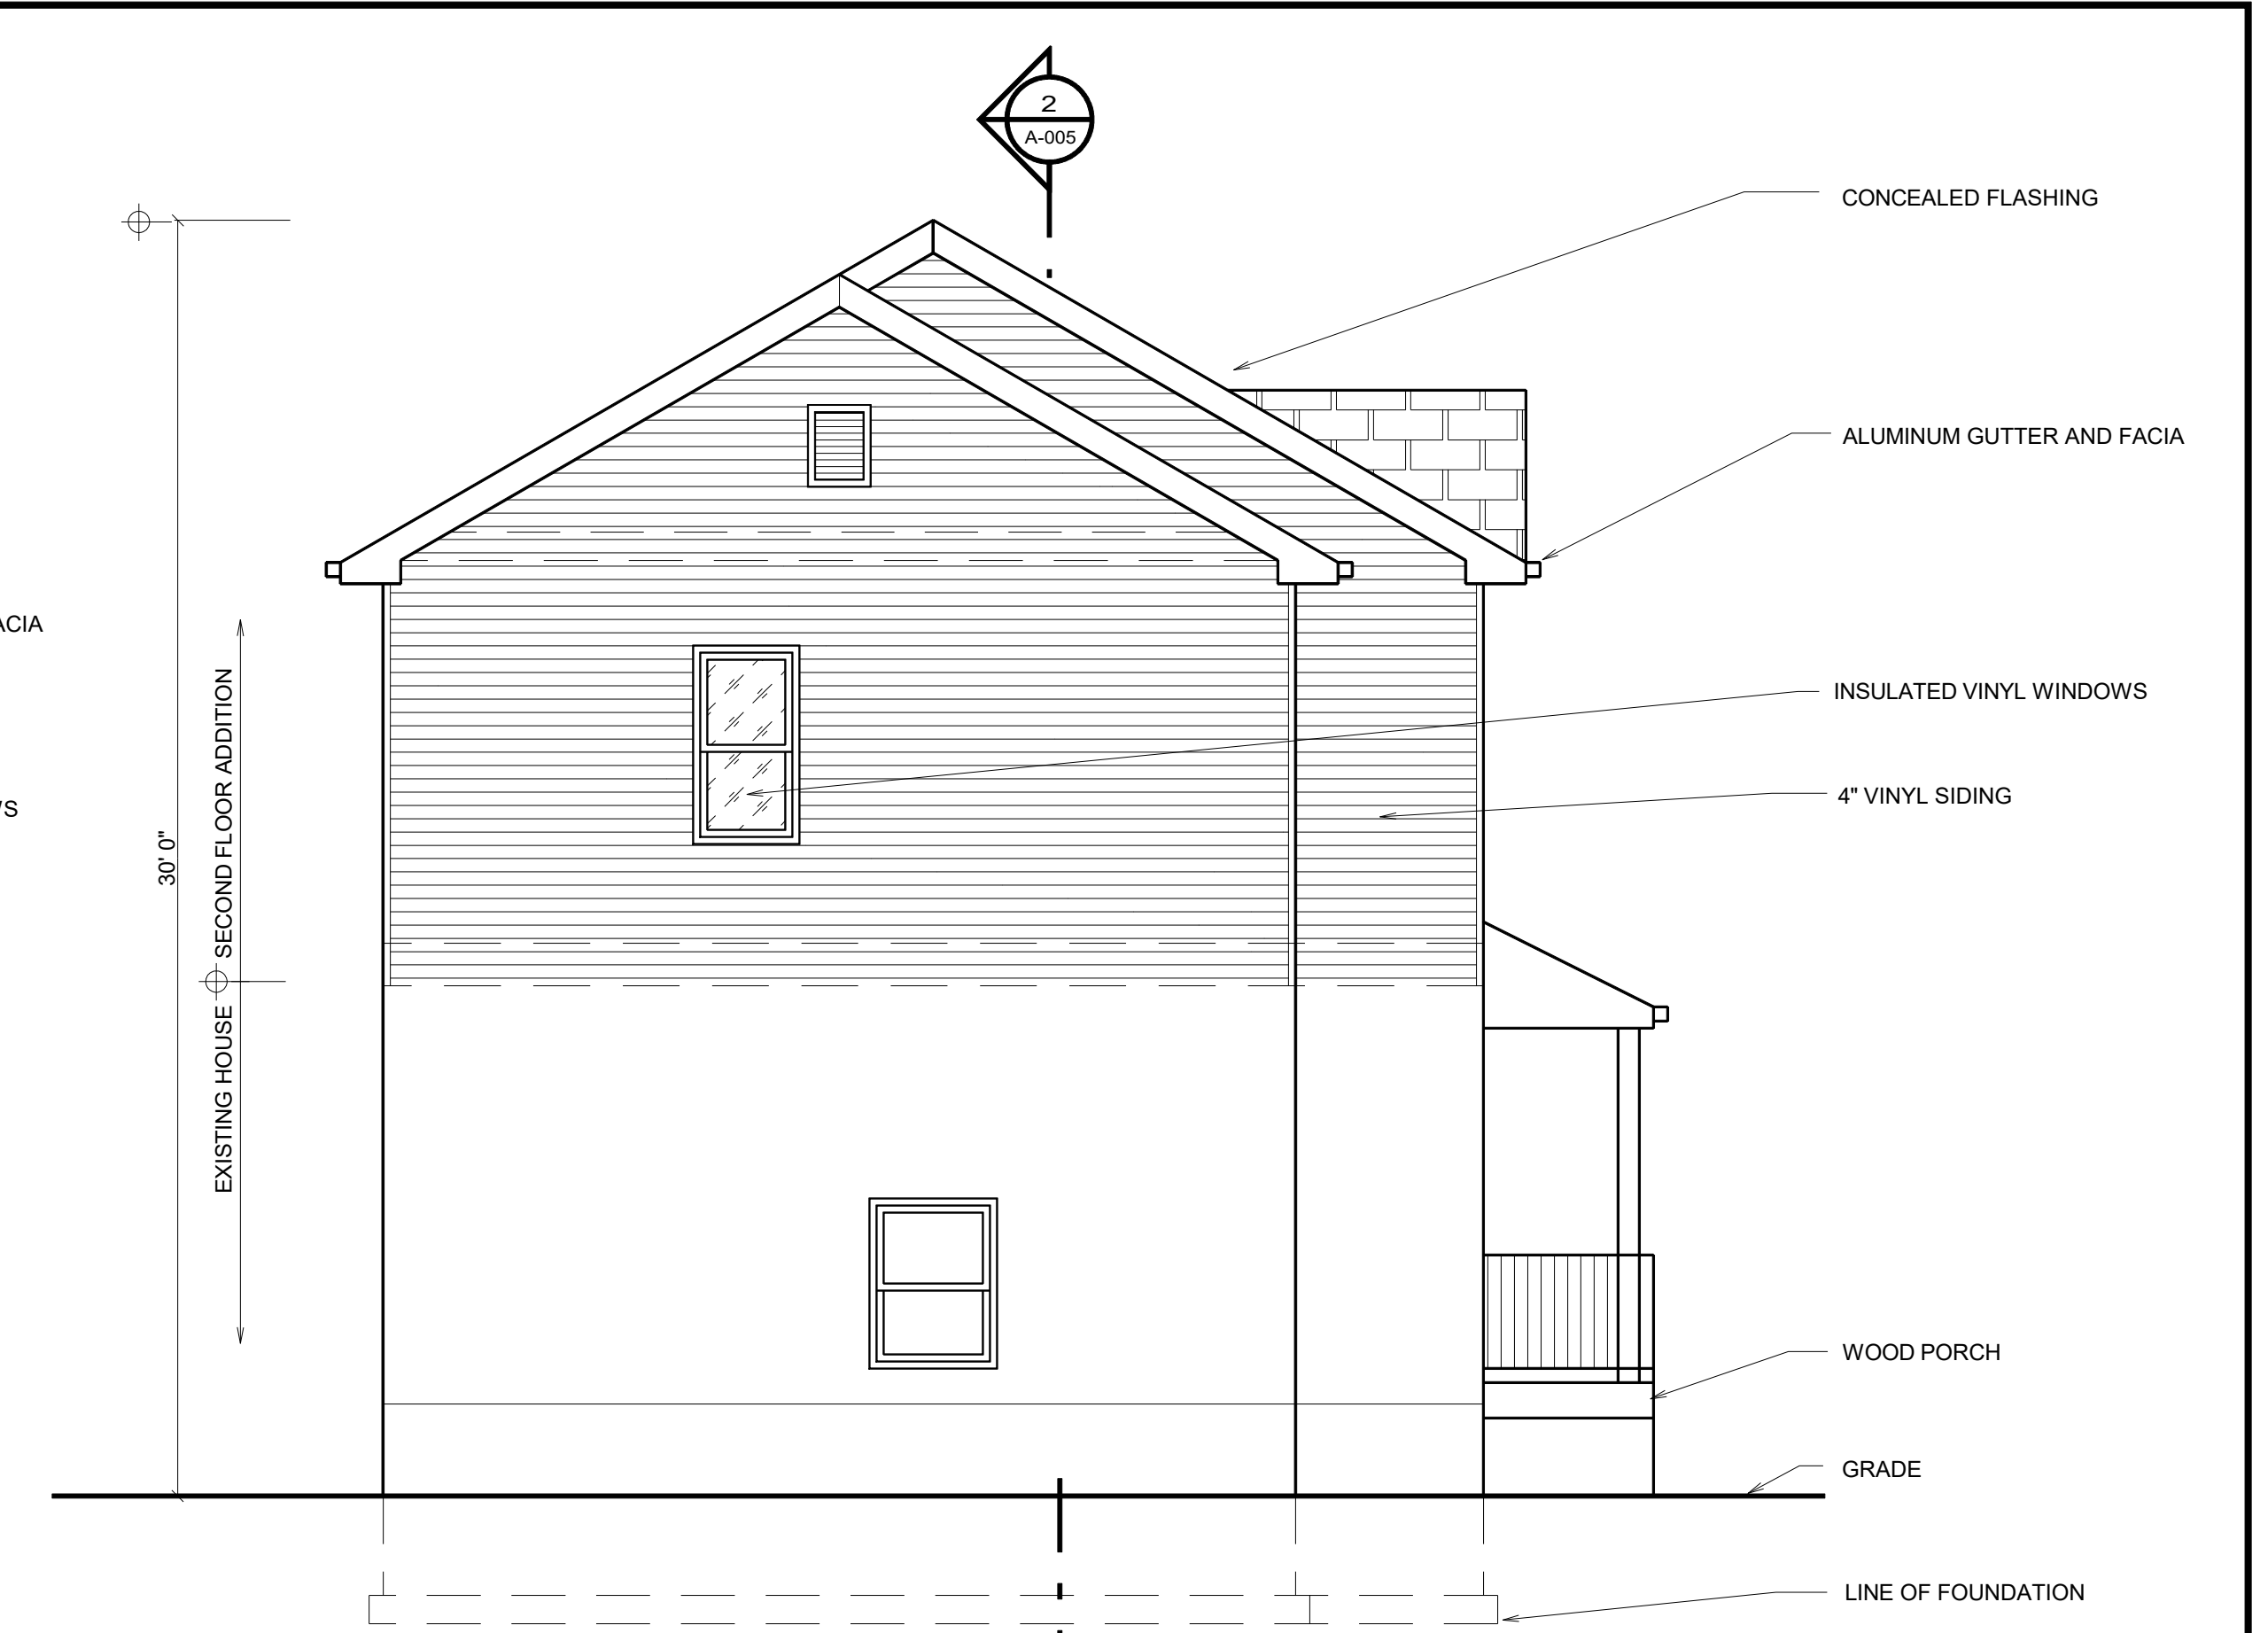 2
A-005
CONCEALED FLASHING
ALUMINUM GUTTER AND FACIA
ACIA
SECOND FLOOR ADDITION
INSULATED VINYL WINDOWS
4" VINYL SIDING
30' 0"
EXISTING HOUSE
WOOD PORCH
GRADE
LINE OF FOUNDATION